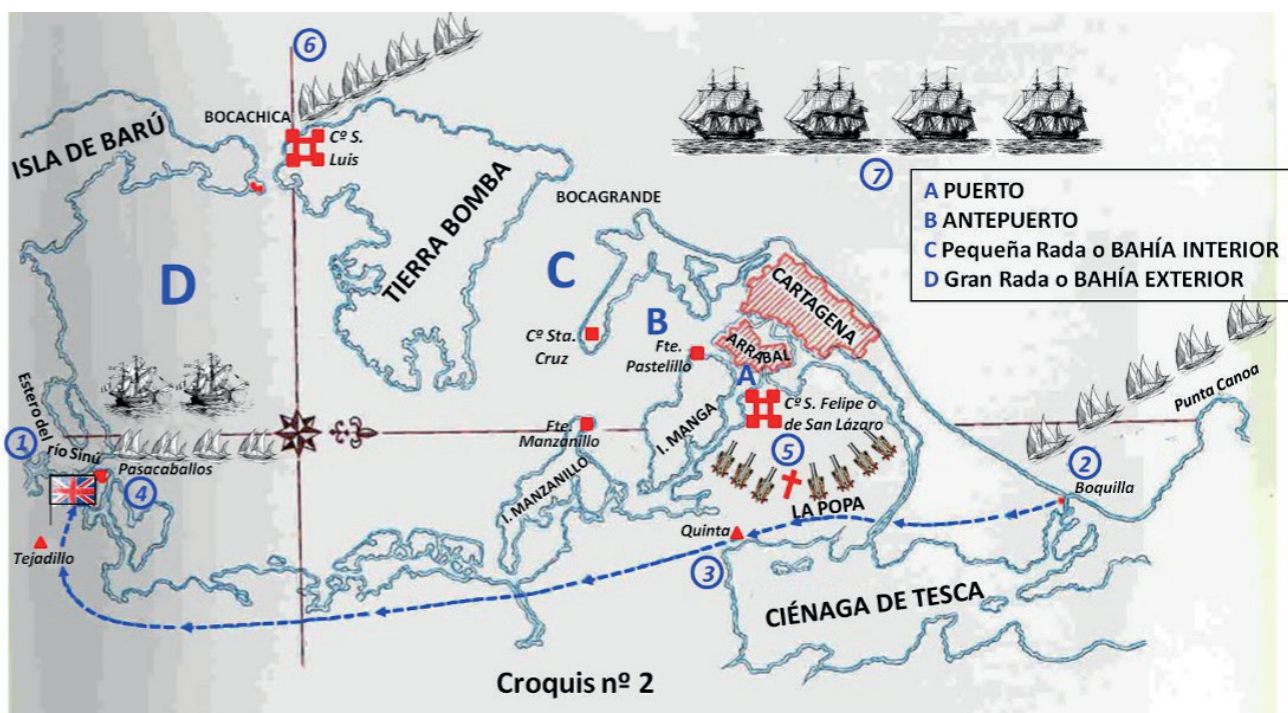 6
BOCACHICA
ISLA DE BARÚ
Cº S.
Luis
TIERRA BOMBA
BOCAGRANDE
7
A PUERTO
B ANTEPUERTO
C Pequeña Rada o BAHÍA INTERIOR
D Gran Rada o BAHÍA EXTERIOR
D
C
B
CARTAGENA
Cº Sta.
Cruz
Fte.
Pastelillo
ARRABAL
A
Punta Canoa
Estero del río Sinú
1
Pasacaballos
4
Tejadillo
Fte.
Manzanillo
I. MANZANILLO
I. MANGA
Cº S. Felipe o
de San Lázaro
5
LA POPA
2
Boquilla
Quinta
3
CIÉNAGA DE TESCA
Croquis nº 2